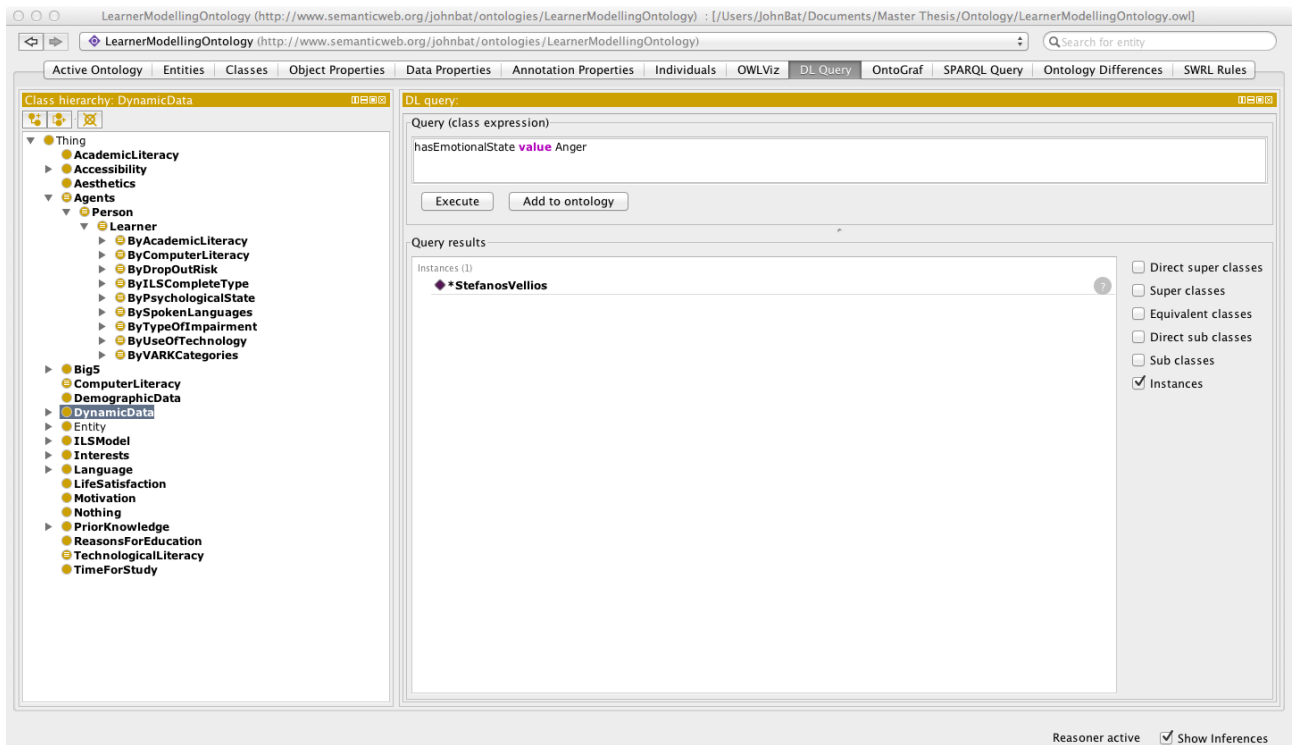 LearnerModellingOntology (http://www.semanticweb.org/johnbat/ontologies/LearnerModellingOntology) : [/Users/JohnBat/Documents/Master Thesis/Ontology/LearnerModellingOntology.owl]
LearnerModellingOntology (http://www.semanticweb.org/johnbat/ontologies/LearnerModellingOntology)
Search for entity
Active Ontology Entities Classes Object Properties Data Properties Annotation Properties Individuals OWLViz DL Query OntoGraf SPARQL Query Ontology Differences SWRL Rules
Class hierarchy: DynamicData
Thing
AcademicLiteracy
Accessibility
Aesthetics
Agents
Person
Learner
ByAcademicLiteracy
ByComputerLiteracy
ByDropOutRisk
ByILSCompleteType
ByPsychologicalState
BySpokenLanguages
ByTypeOfImpairment
ByUseOfTechnology
ByVARKCategories
Big5
ComputerLiteracy
DemographicData
DynamicData
Entity
ILSModel
Interests
Language
LifeSatisfaction
Motivation
Nothing
PriorKnowledge
ReasonsForEducation
TechnologicalLiteracy
TimeForStudy
DL query:
Query (class expression)
hasEmotionalState value Anger
Execute Add to ontology
Query results
Instances (1)
*StefanosVellios
?
Direct super classes
Super classes
Equivalent classes
Direct sub classes
Sub classes
Instances
Reasoner active Show Inferences